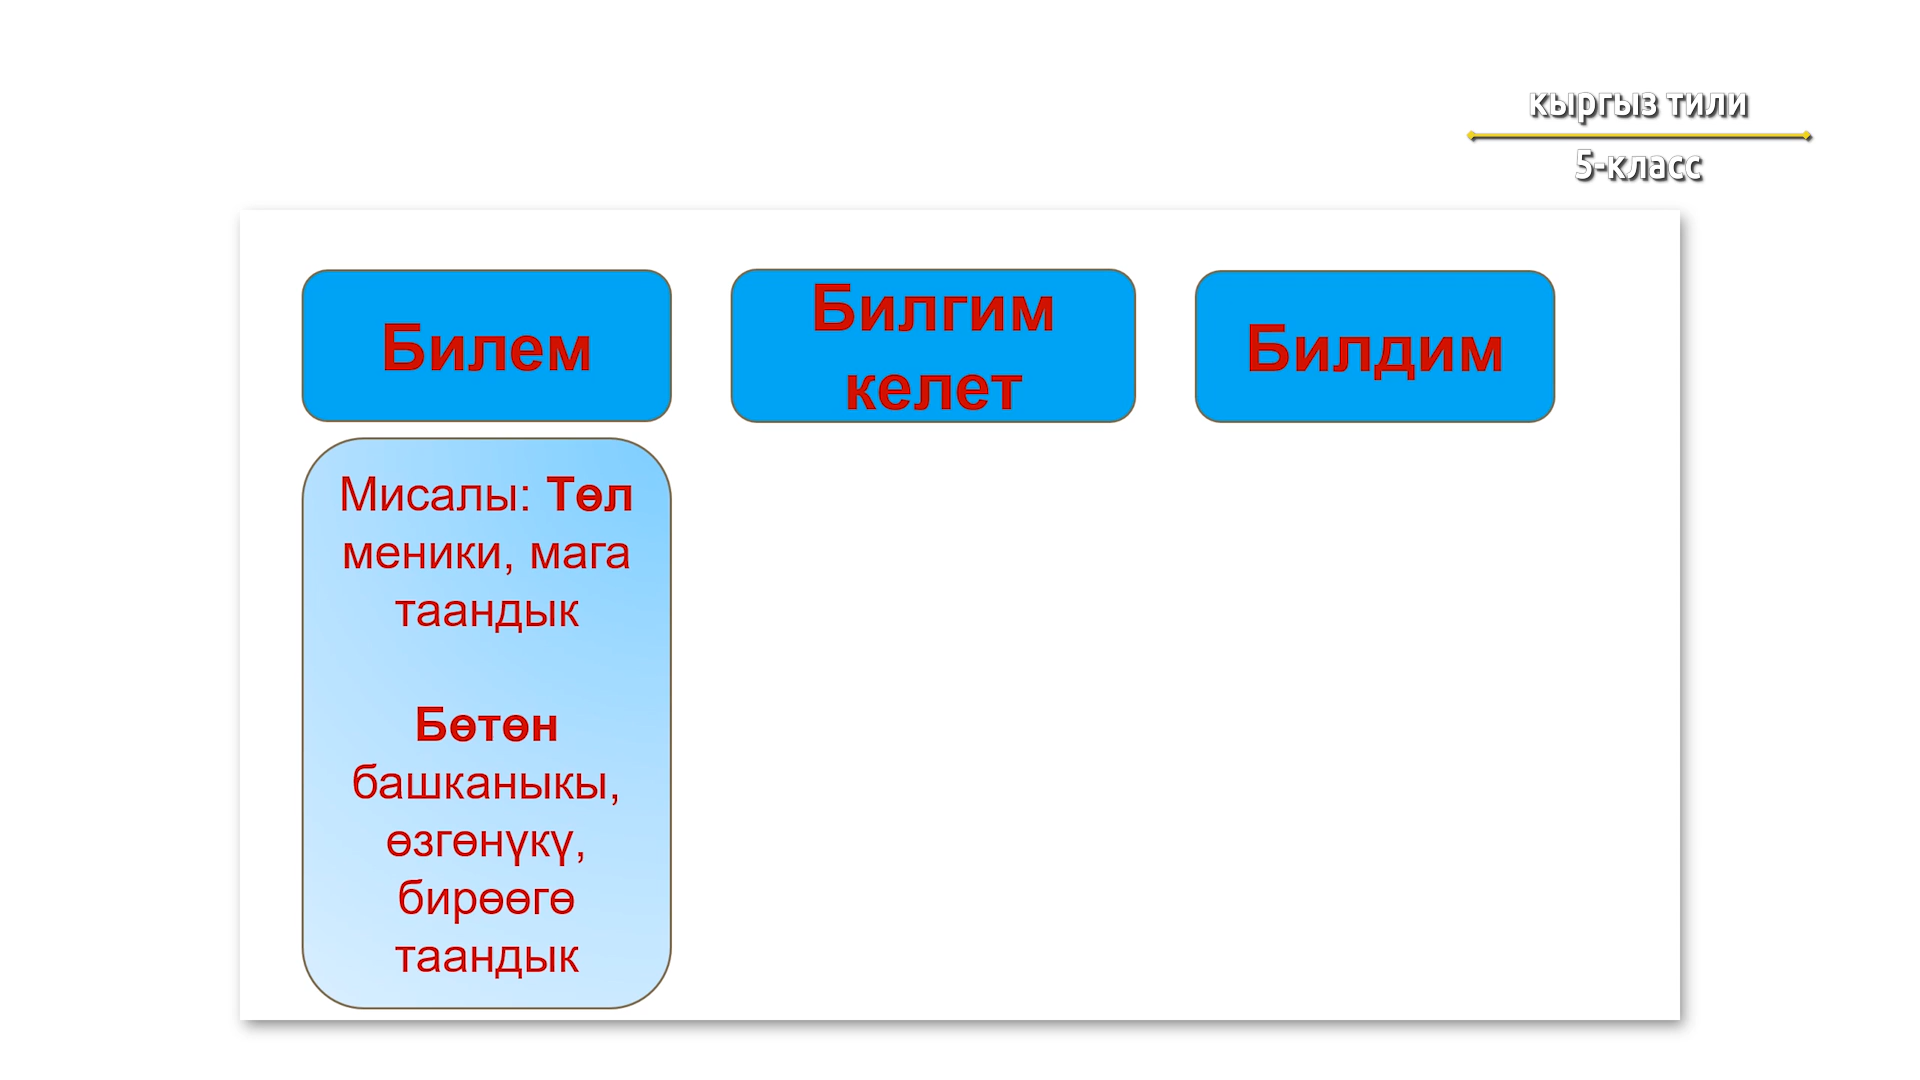 кыргыз тили
5-класс
Билем
Билгим
келет
Билдим
Мисалы: Төл
меники, мага
таандык
Бөтөн
башканыкы,
өзгөнүкү,
бирөөгө
таандык